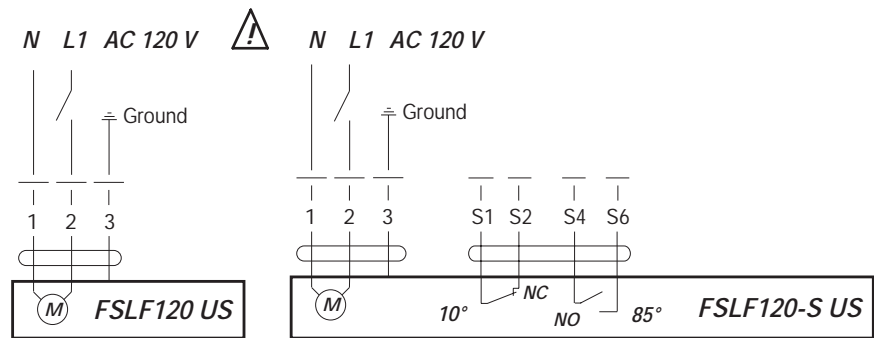 N L1 AC 120 V
Ground
1 2 3
M FSLF120 US
N L1 AC 120 V
Ground
1 2 3 S1 S2 S4 S6
M 10° NC NO 85° FSLF120-S US